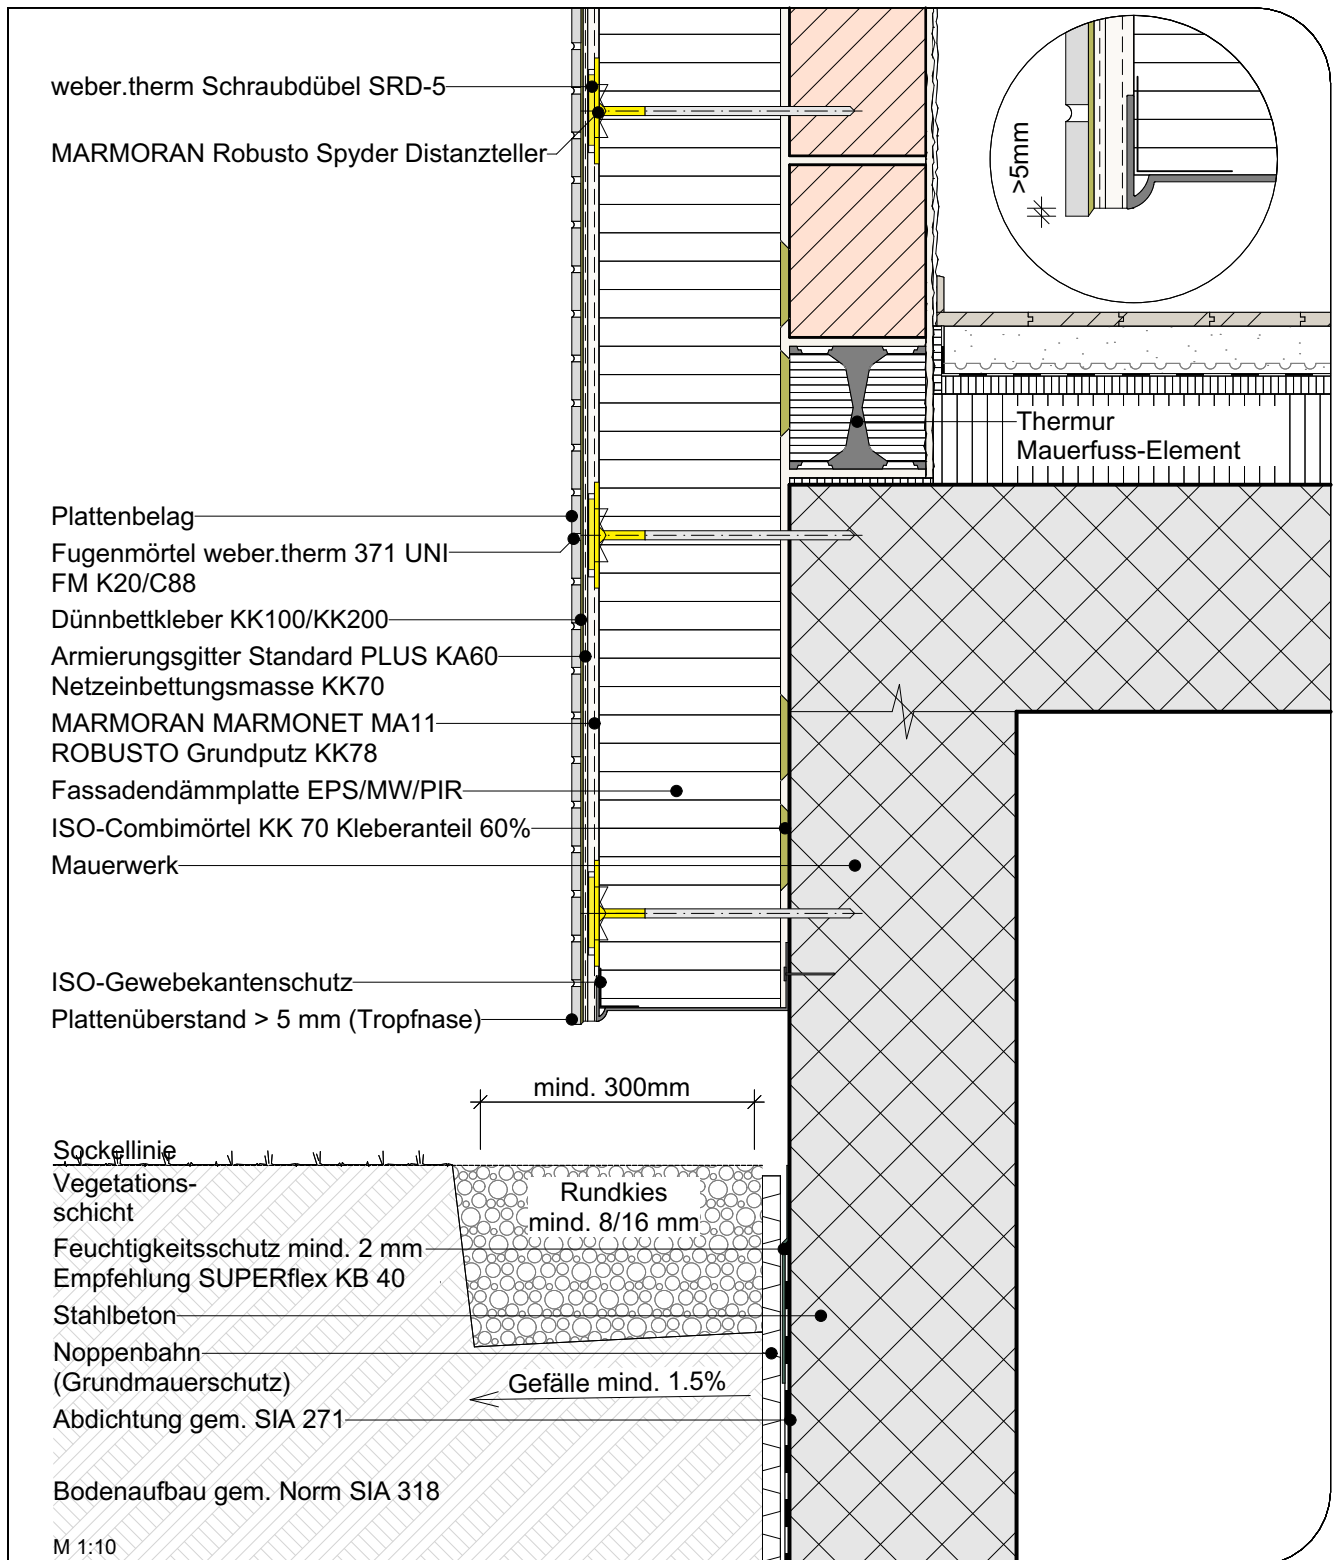 weber.therm Schraubdübel SRD-5
MARMORAN Robusto Spyder Distanzteller
>5mm
Thermur
Mauerfuss-Element
Plattenbelag
Fugenmörtel weber.therm 371 UNI
FM K20/C88
Dünnbettkleber KK100/KK200
Armierungsgitter Standard PLUS KA60
Netzeinbettungsmasse KK70
MARMORAN MARMONET MA11
ROBUSTO Grundputz KK78
Fassadendämmplatte EPS/MW/PIR
ISO-Combimörtel KK 70 Kleberanteil 60%
Mauerwerk
ISO-Gewebekantenschutz
Plattenüberstand > 5 mm (Tropfnase)
mind. 300mm
Sockellinie
Vegetations-
schicht
Rundkies
mind. 8/16 mm
Feuchtigkeitsschutz mind. 2 mm
Empfehlung SUPERflex KB 40
Stahlbeton
Noppenbahn
(Grundmauerschutz)
Gefälle mind. 1.5%
Abdichtung gem. SIA 271
Bodenaufbau gem. Norm SIA 318
M 1:10